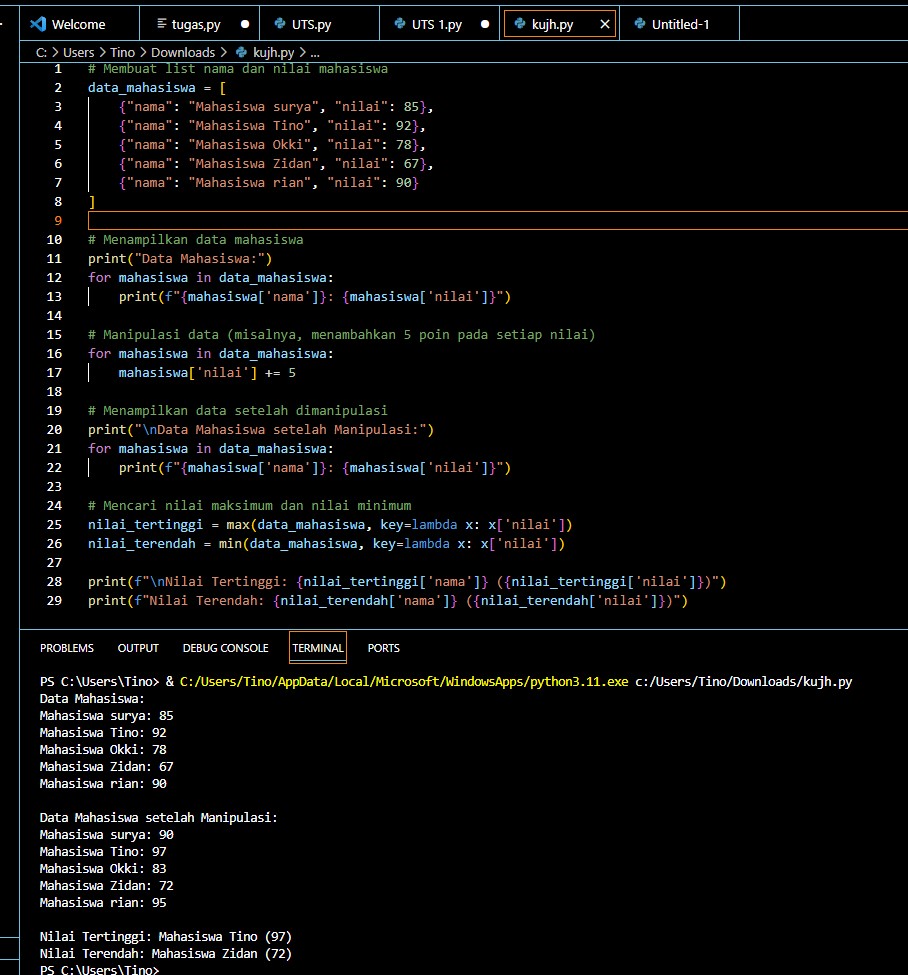 Welcome tugas,py UTS.py UTS 1.py kujh.py Untitled-1
C: > Users > Tino > Downloads > kujh.py > ...
1 # Membuat list nama dan nilai mahasiswa
2 data_mahasiswa = [
3     {"nama": "Mahasiswa surya", "nilai": 85},
4     {"nama": "Mahasiswa Tino", "nilai": 92},
5     {"nama": "Mahasiswa Okki", "nilai": 78},
6     {"nama": "Mahasiswa Zidan", "nilai": 67},
7     {"nama": "Mahasiswa rian", "nilai": 90}
8 ]
9
10 # Menampilkan data mahasiswa
11 print("Data Mahasiswa:")
12 for mahasiswa in data_mahasiswa:
13     print(f"{mahasiswa['nama']}: {mahasiswa['nilai']}")
14
15 # Manipulasi data (misalnya, menambahkan 5 poin pada setiap nilai)
16 for mahasiswa in data_mahasiswa:
17     mahasiswa['nilai'] += 5
18
19 # Menampilkan data setelah dimanipulasi
20 print("\nData Mahasiswa setelah Manipulasi:")
21 for mahasiswa in data_mahasiswa:
22     print(f"{mahasiswa['nama']}: {mahasiswa['nilai']}")
23
24 # Mencari nilai maksimum dan nilai minimum
25 nilai_tertinggi = max(data_mahasiswa, key=lambda x: x['nilai'])
26 nilai_terendah = min(data_mahasiswa, key=lambda x: x['nilai'])
27
28 print(f"\nNilai Tertinggi: {nilai_tertinggi['nama']} ({nilai_tertinggi['nilai']})")
29 print(f"Nilai Terendah: {nilai_terendah['nama']} ({nilai_terendah['nilai']})")
PROBLEMS OUTPUT DEBUG CONSOLE TERMINAL PORTS
PS C:\Users\Tino> & C:/Users/Tino/AppData/Local/Microsoft/WindowsApps/python3.11.exe c:/Users/Tino/Downloads/kujh.py
Data Mahasiswa:
Mahasiswa surya: 85
Mahasiswa Tino: 92
Mahasiswa Okki: 78
Mahasiswa Zidan: 67
Mahasiswa rian: 90

Data Mahasiswa setelah Manipulasi:
Mahasiswa surya: 90
Mahasiswa Tino: 97
Mahasiswa Okki: 83
Mahasiswa Zidan: 72
Mahasiswa rian: 95

Nilai Tertinggi: Mahasiswa Tino (97)
Nilai Terendah: Mahasiswa Zidan (72)
PS C:\Users\Tino>